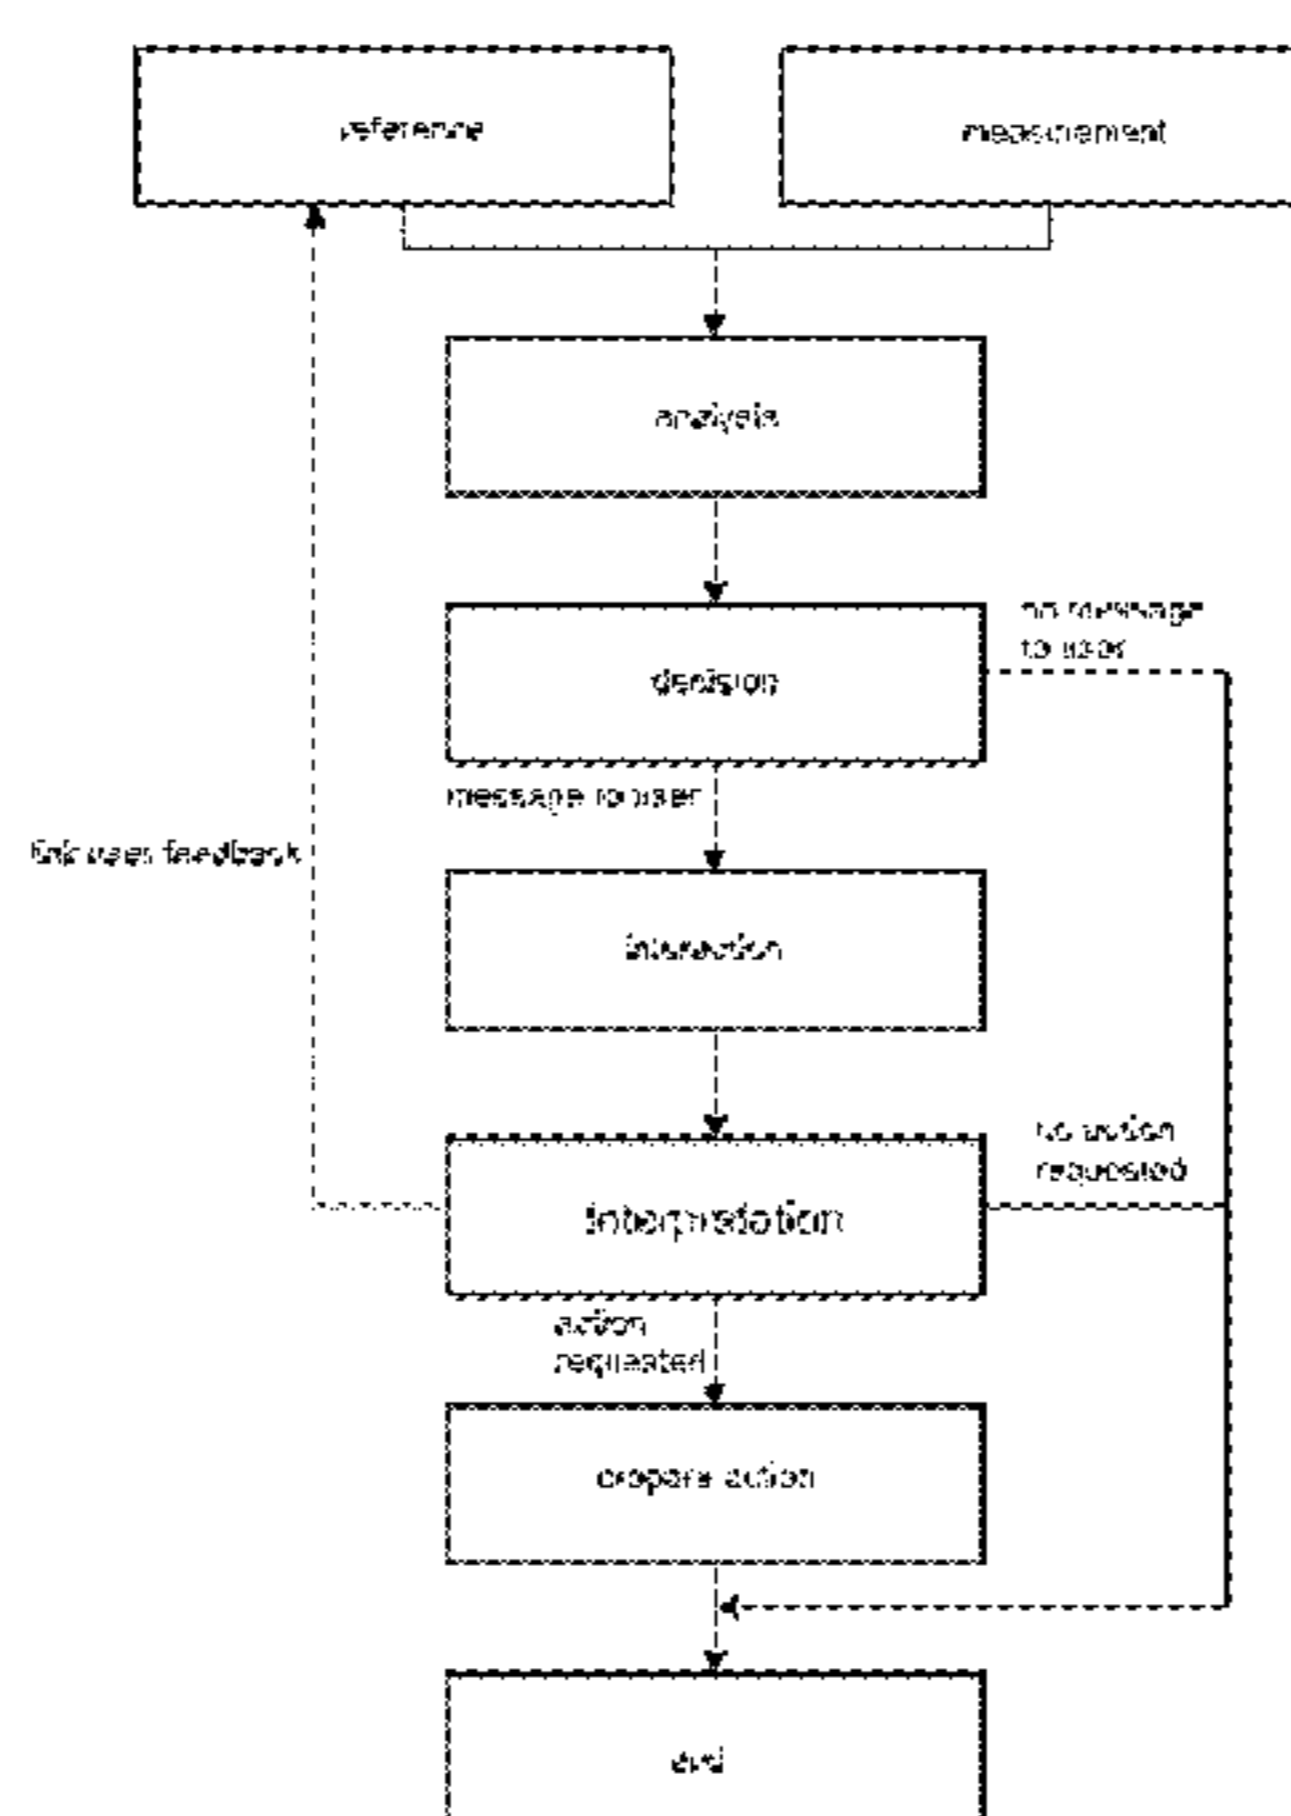 reference
measurement
analysis
decision
no message
to user
message to user
link user feedback
interaction
No action
requested
Interpretation
action
requested
prepare action
end